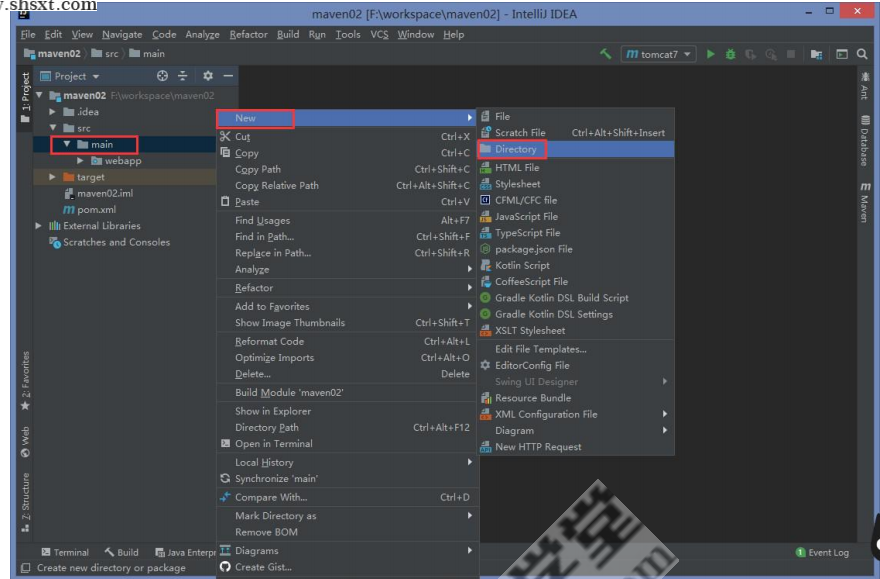 w.shsxt.com
maven02 [F:\workspace\maven02] - IntelliJ IDEA
File Edit View Navigate Code Analyze Refactor Build Run Tools VCS Window Help
maven02 src main
tomcat7
Project
maven02 F:\workspace\maven02
.idea
src
main
webapp
target
maven02.iml
pom.xml
External Libraries
Scratches and Consoles
New
Cut Ctrl+X
Copy Ctrl+C
Copy Path Ctrl+Shift+C
Copy Relative Path Ctrl+Alt+Shift+C
Paste Ctrl+V
Find Usages Alt+F7
Find in Path... Ctrl+Shift+F
Replace in Path... Ctrl+Shift+R
Analyze
Refactor
Add to Favorites
Show Image Thumbnails Ctrl+Shift+T
Reformat Code Ctrl+Alt+L
Optimize Imports Ctrl+Alt+O
Delete... Delete
Build Module 'maven02'
Show in Explorer
Directory Path Ctrl+Alt+F12
Open in Terminal
Local History
Synchronize 'main'
Compare With... Ctrl+D
Mark Directory as
Remove BOM
Diagrams
Create Gist...
File
Scratch File Ctrl+Alt+Shift+Insert
Directory
HTML File
Stylesheet
CFML/CFC file
JavaScript File
TypeScript File
package.json File
Kotlin Script
CoffeeScript File
Gradle Kotlin DSL Build Script
Gradle Kotlin DSL Settings
XSLT Stylesheet
Edit File Templates...
EditorConfig File
Swing UI Designer
Resource Bundle
XML Configuration File
Diagram
New HTTP Request
1: Project
2: Favorites
Web
7: Structure
Ant
Database
Maven
Terminal Build Java Enterpr
1 Event Log
Create new directory or package